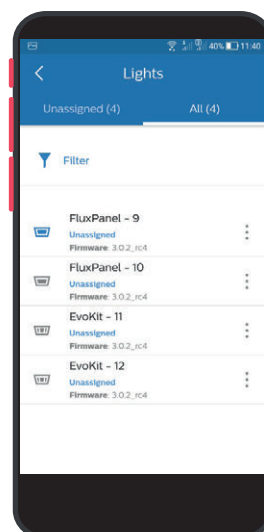 40% 11:40
Lights
Unassigned (4) All (4)
Filter
FluxPanel - 9
Unassigned
Firmware: 3.0.2_rc4
FluxPanel - 10
Unassigned
Firmware: 3.0.2_rc4
EvoKit - 11
Unassigned
Firmware: 3.0.2_rc4
EvoKit - 12
Unassigned
Firmware: 3.0.2_rc4